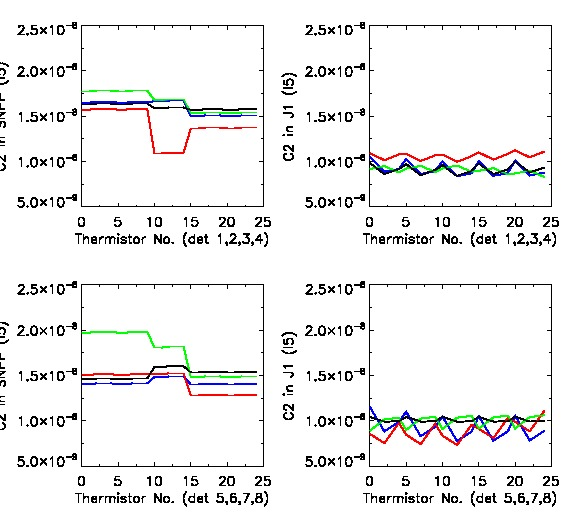 2.5×10⁻⁸
2.0×10⁻⁸
1.5×10⁻⁸
1.0×10⁻⁸
5.0×10⁻⁹
C2 in SNPP (I5)
0 5 10 15 20 25
Thermistor No. (det 1,2,3,4)
2.5×10⁻⁸
2.0×10⁻⁸
1.5×10⁻⁸
1.0×10⁻⁸
5.0×10⁻⁹
C2 in J1 (I5)
0 5 10 15 20 25
Thermistor No. (det 1,2,3,4)
2.5×10⁻⁸
2.0×10⁻⁸
1.5×10⁻⁸
1.0×10⁻⁸
5.0×10⁻⁹
C2 in SNPP (I5)
0 5 10 15 20 25
Thermistor No. (det 5,6,7,8)
2.5×10⁻⁸
2.0×10⁻⁸
1.5×10⁻⁸
1.0×10⁻⁸
5.0×10⁻⁹
C2 in J1 (I5)
0 5 10 15 20 25
Thermistor No. (det 5,6,7,8)